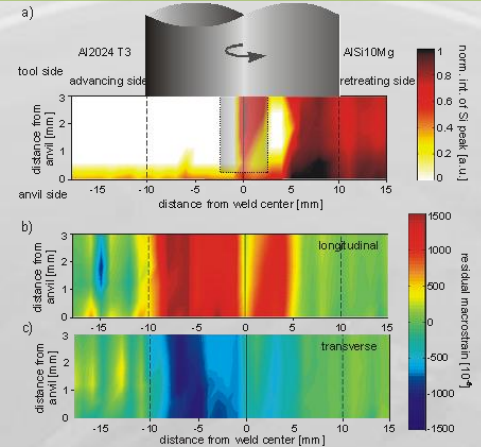 a)
Al2024 T3
AlSi10Mg
tool side
advancing side
retreating side
distance from
anvil [mm]
3
2
1
0
anvil side
-15
-10
-5
0
5
10
15
distance from weld center [mm]
1
0.8
0.6
0.4
0.2
0
norm. int. of Si peak [a.u]
b)
longitudinal
distance from
anvil [mm]
3
2
1
0
-15
-10
-5
0
5
10
15
c)
transverse
distance from
anvil [mm]
3
2
1
0
-15
-10
-5
0
5
10
15
distance from weld center [mm]
1500
1000
500
0
-500
-1000
-1500
residual macrostrain [10⁻⁶]